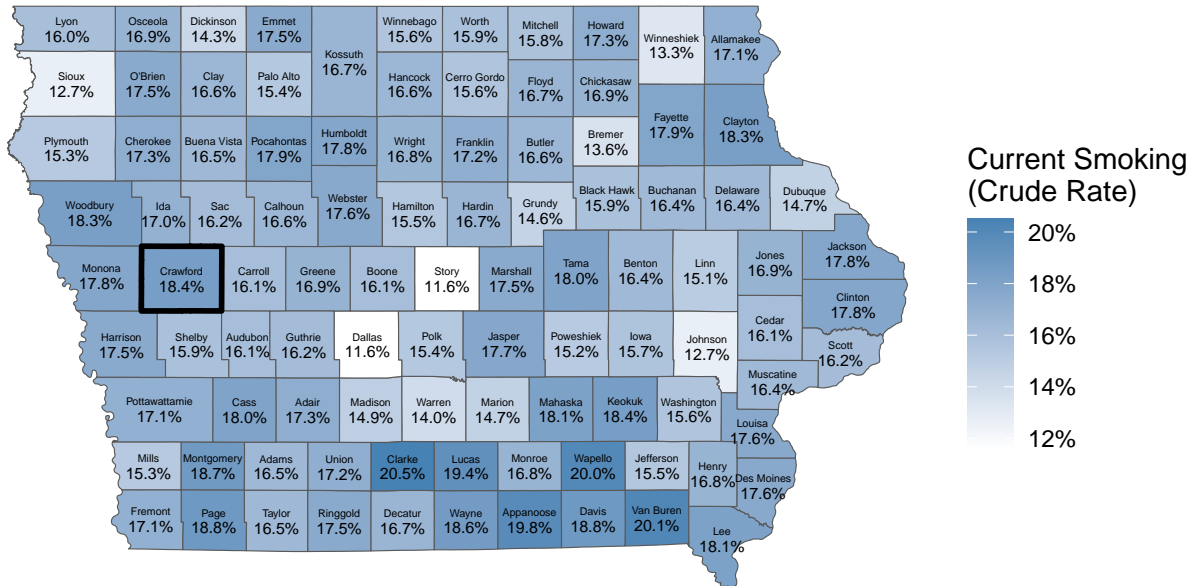 Lyon
16.0%
Osceola
16.9%
Dickinson
14.3%
Emmet
17.5%
Kossuth
16.7%
Winnebago
15.6%
Worth
15.9%
Mitchell
15.8%
Howard
17.3%
Winneshiek
13.3%
Allamakee
17.1%
Sioux
12.7%
O'Brien
17.5%
Clay
16.6%
Palo Alto
15.4%
Hancock
16.6%
Cerro Gordo
15.6%
Floyd
16.7%
Chickasaw
16.9%
Plymouth
15.3%
Cherokee
17.3%
Buena Vista
16.5%
Pocahontas
17.9%
Humboldt
17.8%
Wright
16.8%
Franklin
17.2%
Butler
16.6%
Bremer
13.6%
Fayette
17.9%
Clayton
18.3%
Woodbury
18.3%
Ida
17.0%
Sac
16.2%
Calhoun
16.6%
Webster
17.6%
Hamilton
15.5%
Hardin
16.7%
Grundy
14.6%
Black Hawk
15.9%
Buchanan
16.4%
Delaware
16.4%
Dubuque
14.7%
Monona
17.8%
Crawford
18.4%
Carroll
16.1%
Greene
16.9%
Boone
16.1%
Story
11.6%
Marshall
17.5%
Tama
18.0%
Benton
16.4%
Linn
15.1%
Jones
16.9%
Jackson
17.8%
Clinton
17.8%
Harrison
17.5%
Shelby
15.9%
Audubon
16.1%
Guthrie
16.2%
Dallas
11.6%
Polk
15.4%
Jasper
17.7%
Poweshiek
15.2%
Iowa
15.7%
Johnson
12.7%
Cedar
16.1%
Scott
16.2%
Muscatine
16.4%
Pottawattamie
17.1%
Cass
18.0%
Adair
17.3%
Madison
14.9%
Warren
14.0%
Marion
14.7%
Mahaska
18.1%
Keokuk
18.4%
Washington
15.6%
Louisa
17.6%
Mills
15.3%
Montgomery
18.7%
Adams
16.5%
Union
17.2%
Clarke
20.5%
Lucas
19.4%
Monroe
16.8%
Wapello
20.0%
Jefferson
15.5%
Henry
16.8%
Des Moines
17.6%
Fremont
17.1%
Page
18.8%
Taylor
16.5%
Ringgold
17.5%
Decatur
16.7%
Wayne
18.6%
Appanoose
19.8%
Davis
18.8%
Van Buren
20.1%
Lee
18.1%
Current Smoking
(Crude Rate)
20%
18%
16%
14%
12%